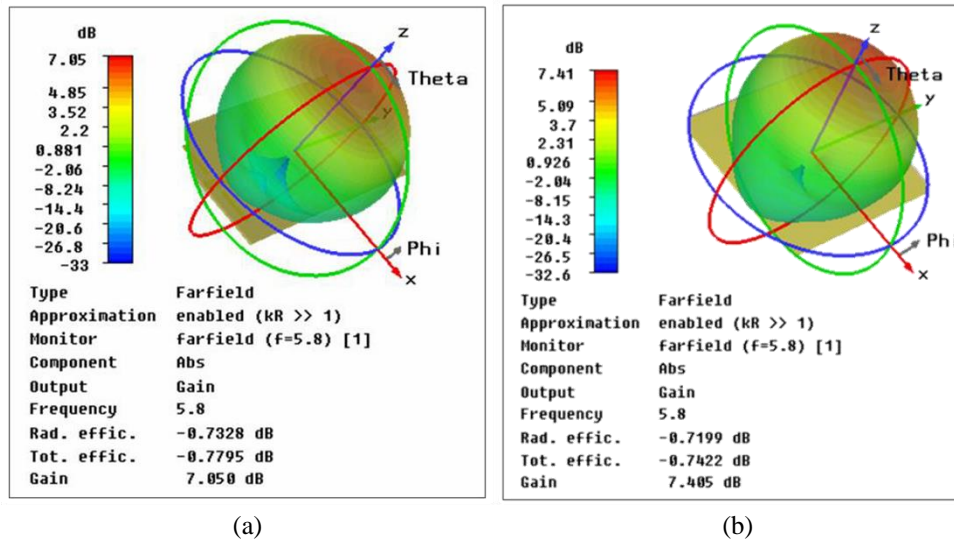 dB
7.05
4.85
3.52
2.2
0.881
-2.06
-8.24
-14.4
-20.6
-26.8
-33
z
Theta
y
Phi
x
Type Farfield
Approximation enabled (kR >> 1)
Monitor farfield (f=5.8) [1]
Component Abs
Output Gain
Frequency 5.8
Rad. effic. -0.7328 dB
Tot. effic. -0.7795 dB
Gain 7.050 dB
(a)
dB
7.41
5.09
3.7
2.31
0.926
-2.04
-8.15
-14.3
-20.4
-26.5
-32.6
z
Theta
y
Phi
x
Type Farfield
Approximation enabled (kR >> 1)
Monitor farfield (f=5.8) [1]
Component Abs
Output Gain
Frequency 5.8
Rad. effic. -0.7199 dB
Tot. effic. -0.7422 dB
Gain 7.405 dB
(b)